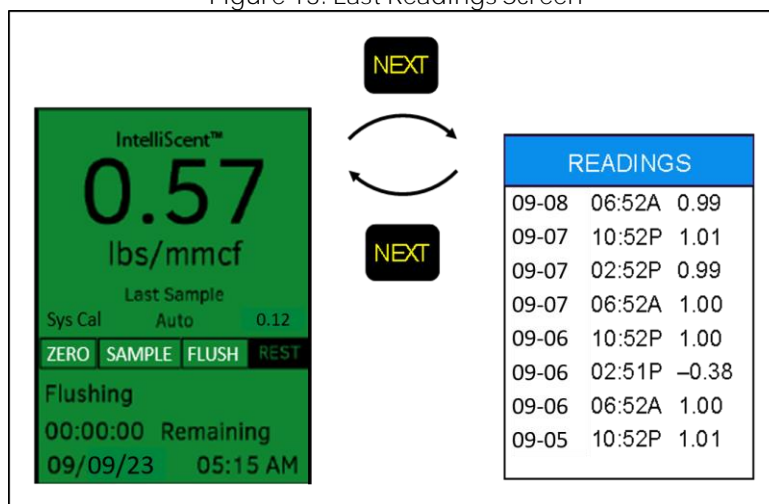 Figure 10: Last Readings Screen
NEXT
IntelliScent™
0.57
lbs/mmcf
Last Sample
Sys Cal Auto 0.12
ZERO SAMPLE FLUSH REST
Flushing
00:00:00 Remaining
09/09/23 05:15 AM
NEXT
READINGS
09-08 06:52A 0.99
09-07 10:52P 1.01
09-07 02:52P 0.99
09-07 06:52A 1.00
09-06 10:52P 1.00
09-06 02:51P –0.38
09-06 06:52A 1.00
09-05 10:52P 1.01